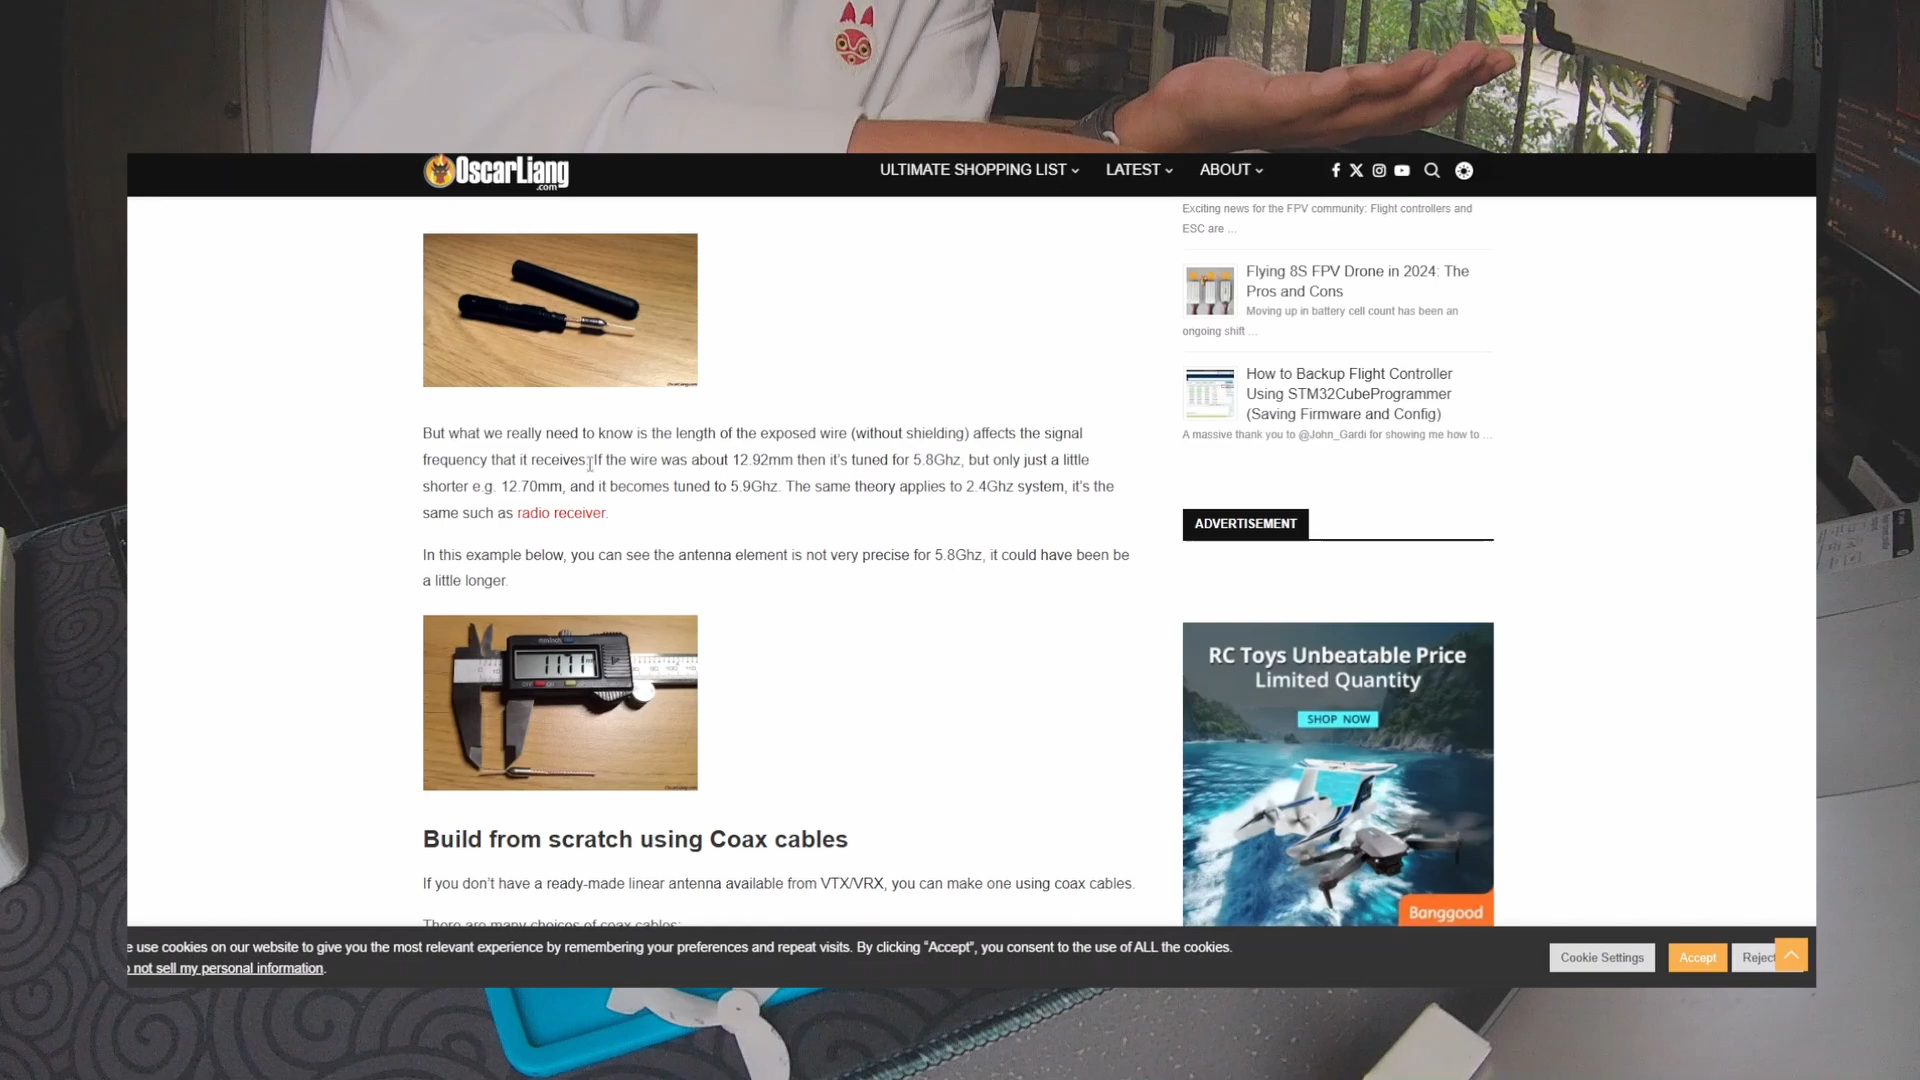 OscarLiang
.com
ULTIMATE SHOPPING LIST
LATEST
ABOUT
Exciting news for the FPV community: Flight controllers and
ESC are ...
Flying 8S FPV Drone in 2024: The
Pros and Cons
Moving up in battery cell count has been an
ongoing shift ...
How to Backup Flight Controller
Using STM32CubeProgrammer
(Saving Firmware and Config)
A massive thank you to @John_Gardi for showing me how to ...
OscarLiang.com
But what we really need to know is the length of the exposed wire (without shielding) affects the signal
frequency that it receives. If the wire was about 12.92mm then it's tuned for 5.8Ghz, but only just a little
shorter e.g. 12.70mm, and it becomes tuned to 5.9Ghz. The same theory applies to 2.4Ghz system, it's the
same such as radio receiver.
In this example below, you can see the antenna element is not very precise for 5.8Ghz, it could have been be
a little longer.
mm/inch
11.71
OscarLiang.com
ADVERTISEMENT
RC Toys Unbeatable Price
Limited Quantity
SHOP NOW
Banggood
Build from scratch using Coax cables
If you don't have a ready-made linear antenna available from VTX/VRX, you can make one using coax cables.
There are many choices of coax cables:
e use cookies on our website to give you the most relevant experience by remembering your preferences and repeat visits. By clicking “Accept”, you consent to the use of ALL the cookies.
o not sell my personal information.
Cookie Settings
Accept
Reject